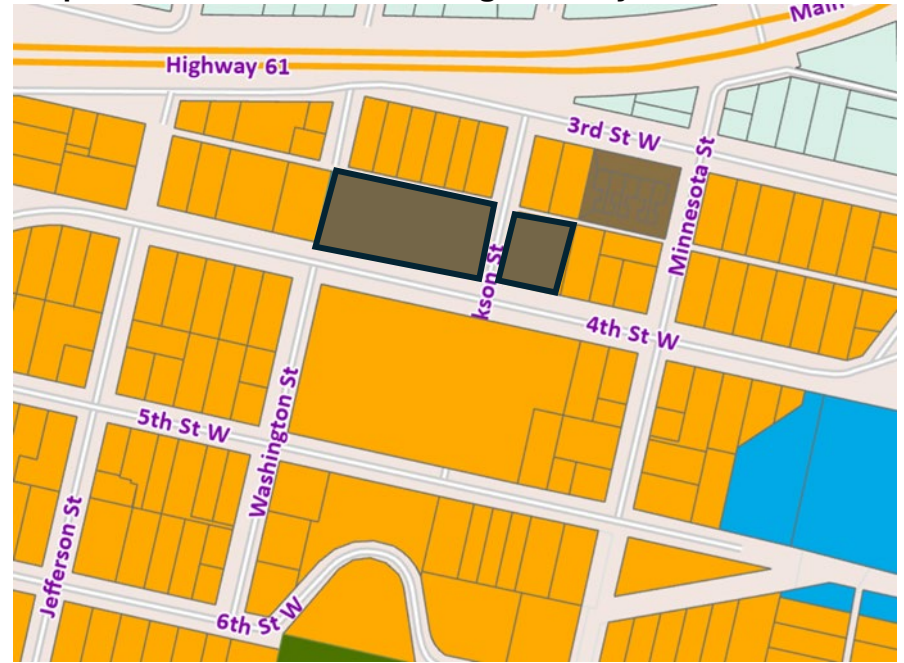 Main
Highway 61
3rd St W
Minnesota St
kson St
4th St W
5th St W
Washington St
Jefferson St
6th St W